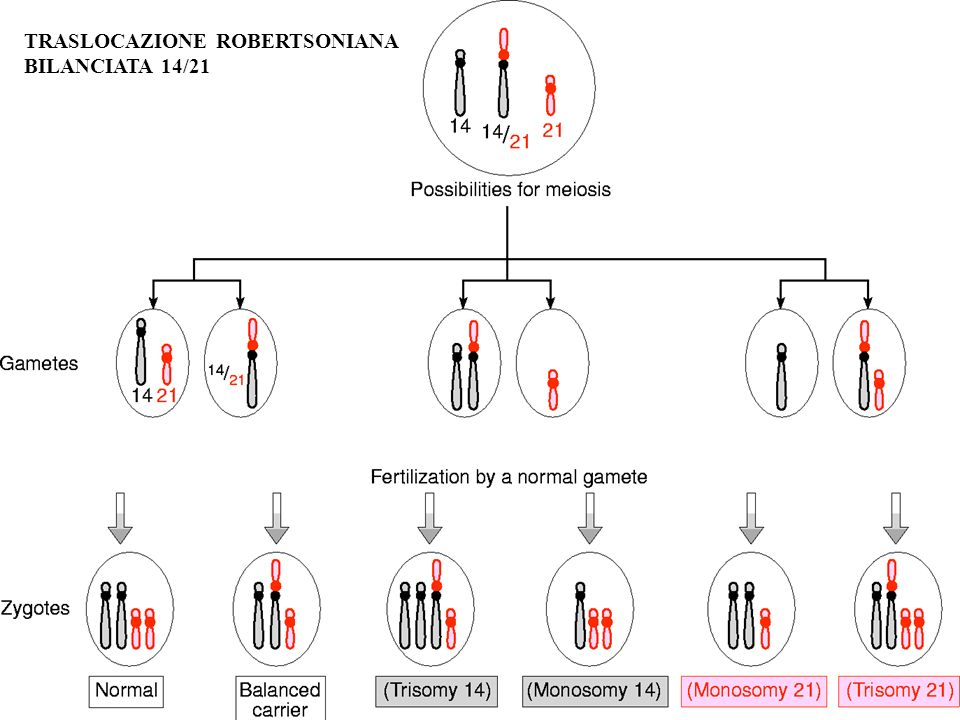 TRASLOCAZIONE ROBERTSONIANA
BILANCIATA 14/21
14
14/21
21
Possibilities for meiosis
Gametes
14 21
14/21
Fertilization by a normal gamete
Zygotes
Normal
Balanced
carrier
(Trisomy 14)
(Monosomy 14)
(Monosomy 21)
(Trisomy 21)